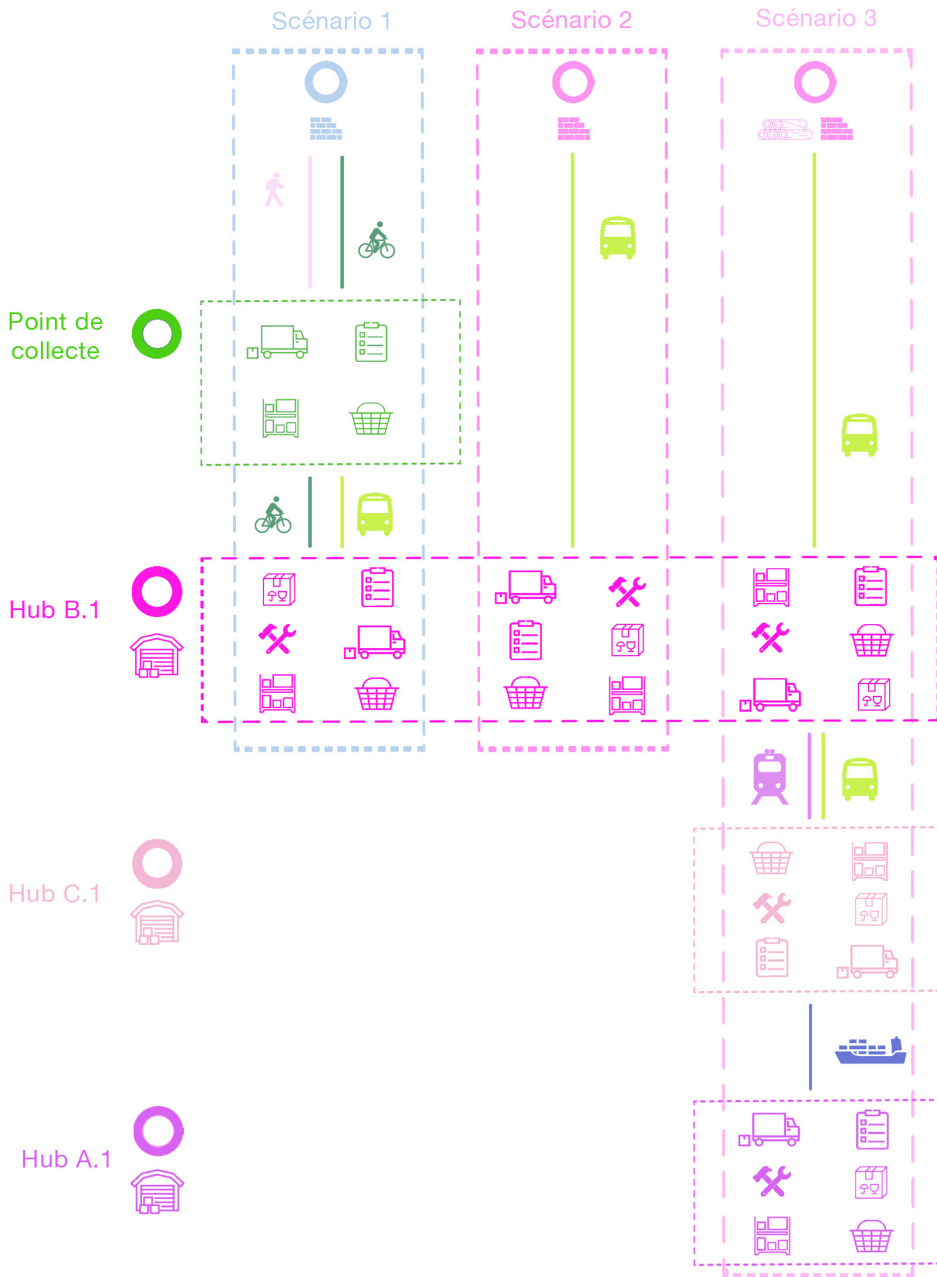 Scénario 1
Scénario 2
Scénario 3
Point de
collecte
Hub B.1
Hub C.1
Hub A.1